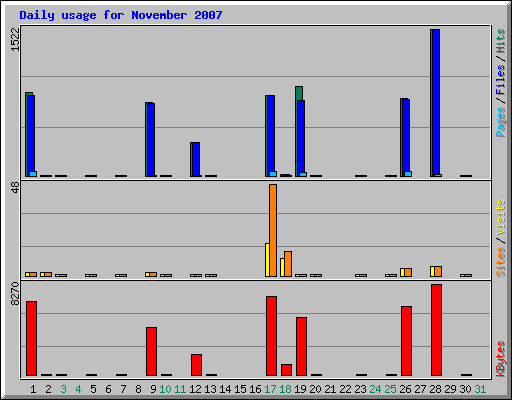 Daily usage for November 2007
1522
Pages / Files / Hits
48
Sites / Visits
8270
KBytes
1 2 3 4 5 6 7 8 9 10 11 12 13 14 15 16 17 18 19 20 21 22 23 24 25 26 27 28 29 30 31